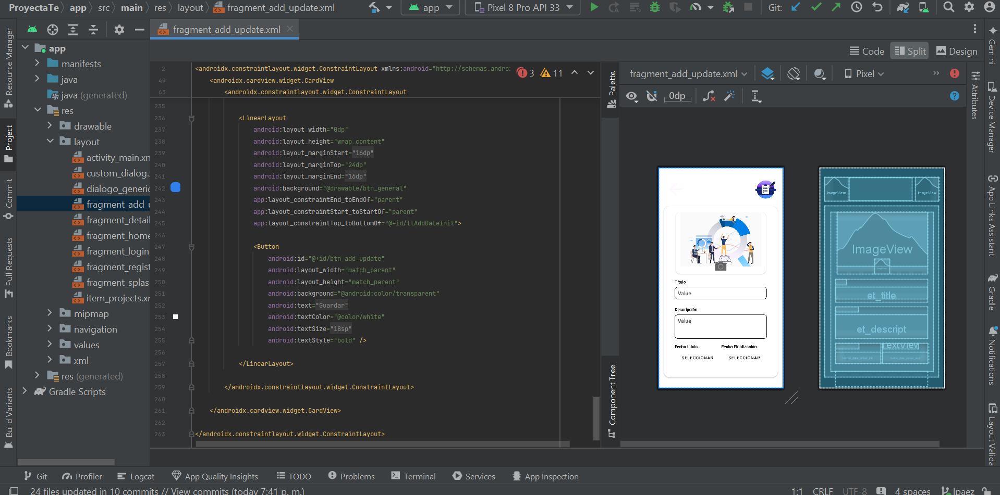 ProyectaTe app src main res layout fragment_add_update.xml app Pixel 8 Pro API 33 Git:
Resource Manager
Project
Commit
Pull Requests
Bookmarks
Build Variants
app
manifests
java
java (generated)
res
drawable
layout
activity_main.xm
custom_dialog.
dialogo_generic
fragment_add_u
fragment_detail
fragment_home
fragment_login
fragment_regist
fragment_splas
item_projects.xm
mipmap
navigation
values
xml
res (generated)
Gradle Scripts
fragment_add_update.xml
Code Split Design
3 11
2 <androidx.constraintlayout.widget.ConstraintLayout xmlns:android="http://schemas.andro
49 <androidx.cardview.widget.CardView
63 <androidx.constraintlayout.widget.ConstraintLayout
235
236 <LinearLayout
237 android:layout_width="0dp"
238 android:layout_height="wrap_content"
239 android:layout_marginStart="16dp"
240 android:layout_marginTop="24dp"
241 android:layout_marginEnd="16dp"
242 android:background="@drawable/btn_general"
243 app:layout_constraintEnd_toEndOf="parent"
244 app:layout_constraintStart_toStartOf="parent"
245 app:layout_constraintTop_toBottomOf="@+id/llAddDateInit">
246
247 <Button
248 android:id="@+id/btn_add_update"
249 android:layout_width="match_parent"
250 android:layout_height="match_parent"
251 android:background="@android:color/transparent"
252 android:text="Guardar"
253 android:textColor="@color/white"
254 android:textSize="18sp"
255 android:textStyle="bold" />
256
257 </LinearLayout>
258
259 </androidx.constraintlayout.widget.ConstraintLayout>
260
261 </androidx.cardview.widget.CardView>
262
263 </androidx.constraintlayout.widget.ConstraintLayout>
Palette
Component Tree
fragment_add_update.xml Pixel
0dp
Título
Value
Descripción
Value
Fecha Inicio Fecha Finalización
SELECCIONAR SELECCIONAR
ImageView ImageView
ImageView
et_title
et_descript
TextView
Attributes
Gemini
Device Manager
App Links Assistant
Gradle
Notifications
Layout Valida
Git Profiler Logcat App Quality Insights TODO Problems Terminal Services App Inspection
24 files updated in 10 commits // View commits (today 7:41 p. m.) 1:1 CRLF UTF-8 4 spaces lpaez